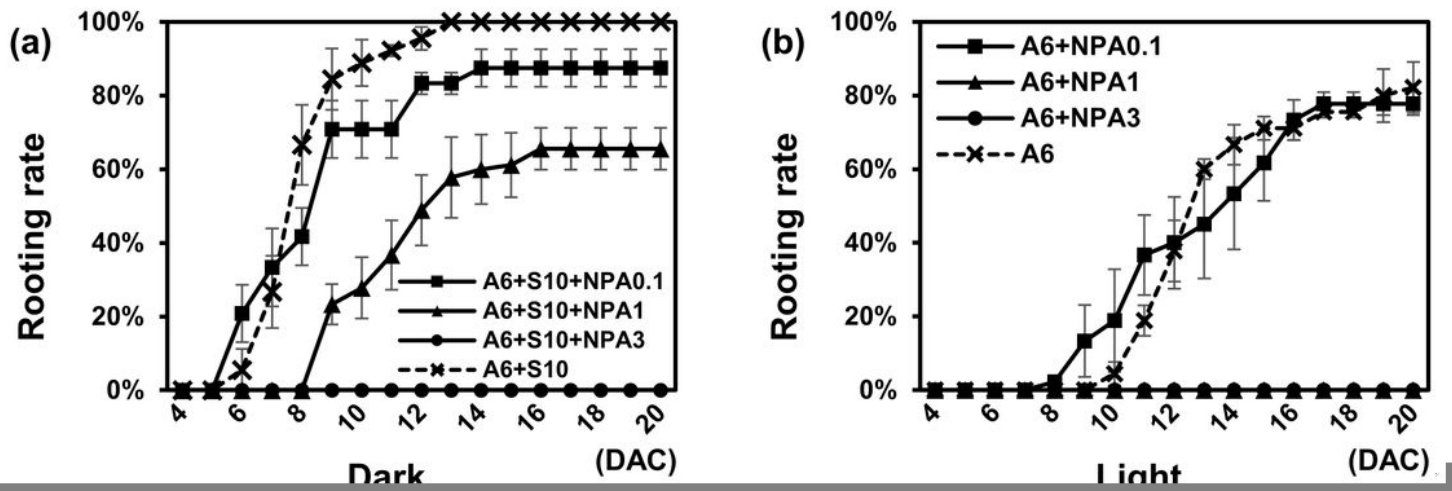 (a)
Rooting rate
100%
80%
60%
40%
20%
0%
A6+S10+NPA0.1
A6+S10+NPA1
A6+S10+NPA3
A6+S10
4 6 8 10 12 14 16 18 20
(DAC)
Dark
(b)
Rooting rate
100%
80%
60%
40%
20%
0%
A6+NPA0.1
A6+NPA1
A6+NPA3
A6
4 6 8 10 12 14 16 18 20
(DAC)
Light